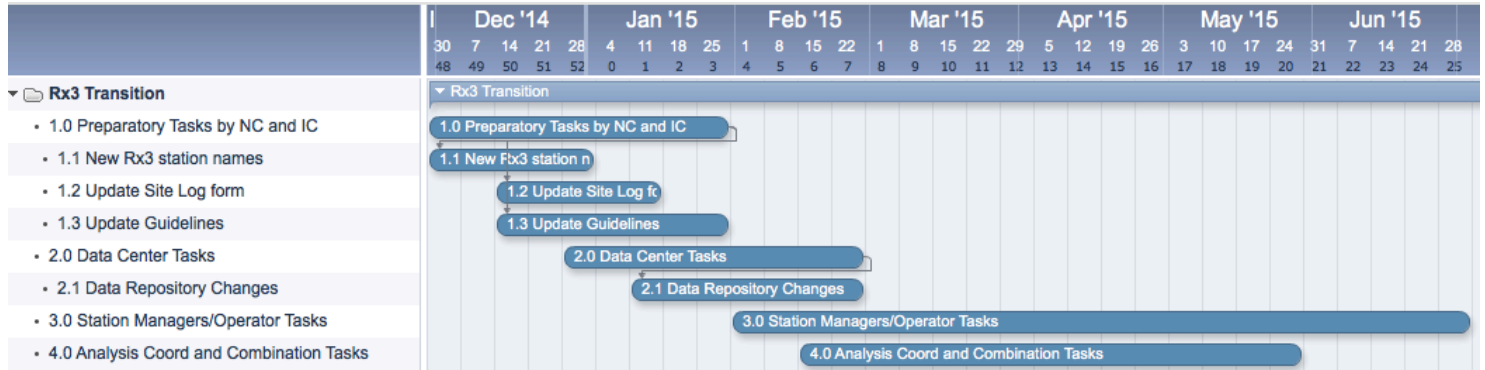 Dec '14 Jan '15 Feb '15 Mar '15 Apr '15 May '15 Jun '15
30 7 14 21 28 4 11 18 25 1 8 15 22 1 8 15 22 29 5 12 19 26 3 10 17 24 31 7 14 21 28
48 49 50 51 52 0 1 2 3 4 5 6 7 8 9 10 11 12 13 14 15 16 17 18 19 20 21 22 23 24 25
Rx3 Transition Rx3 Transition
1.0 Preparatory Tasks by NC and IC 1.0 Preparatory Tasks by NC and IC
1.1 New Rx3 station names 1.1 New Rx3 station n
1.2 Update Site Log form 1.2 Update Site Log fo
1.3 Update Guidelines 1.3 Update Guidelines
2.0 Data Center Tasks 2.0 Data Center Tasks
2.1 Data Repository Changes 2.1 Data Repository Changes
3.0 Station Managers/Operator Tasks 3.0 Station Managers/Operator Tasks
4.0 Analysis Coord and Combination Tasks 4.0 Analysis Coord and Combination Tasks